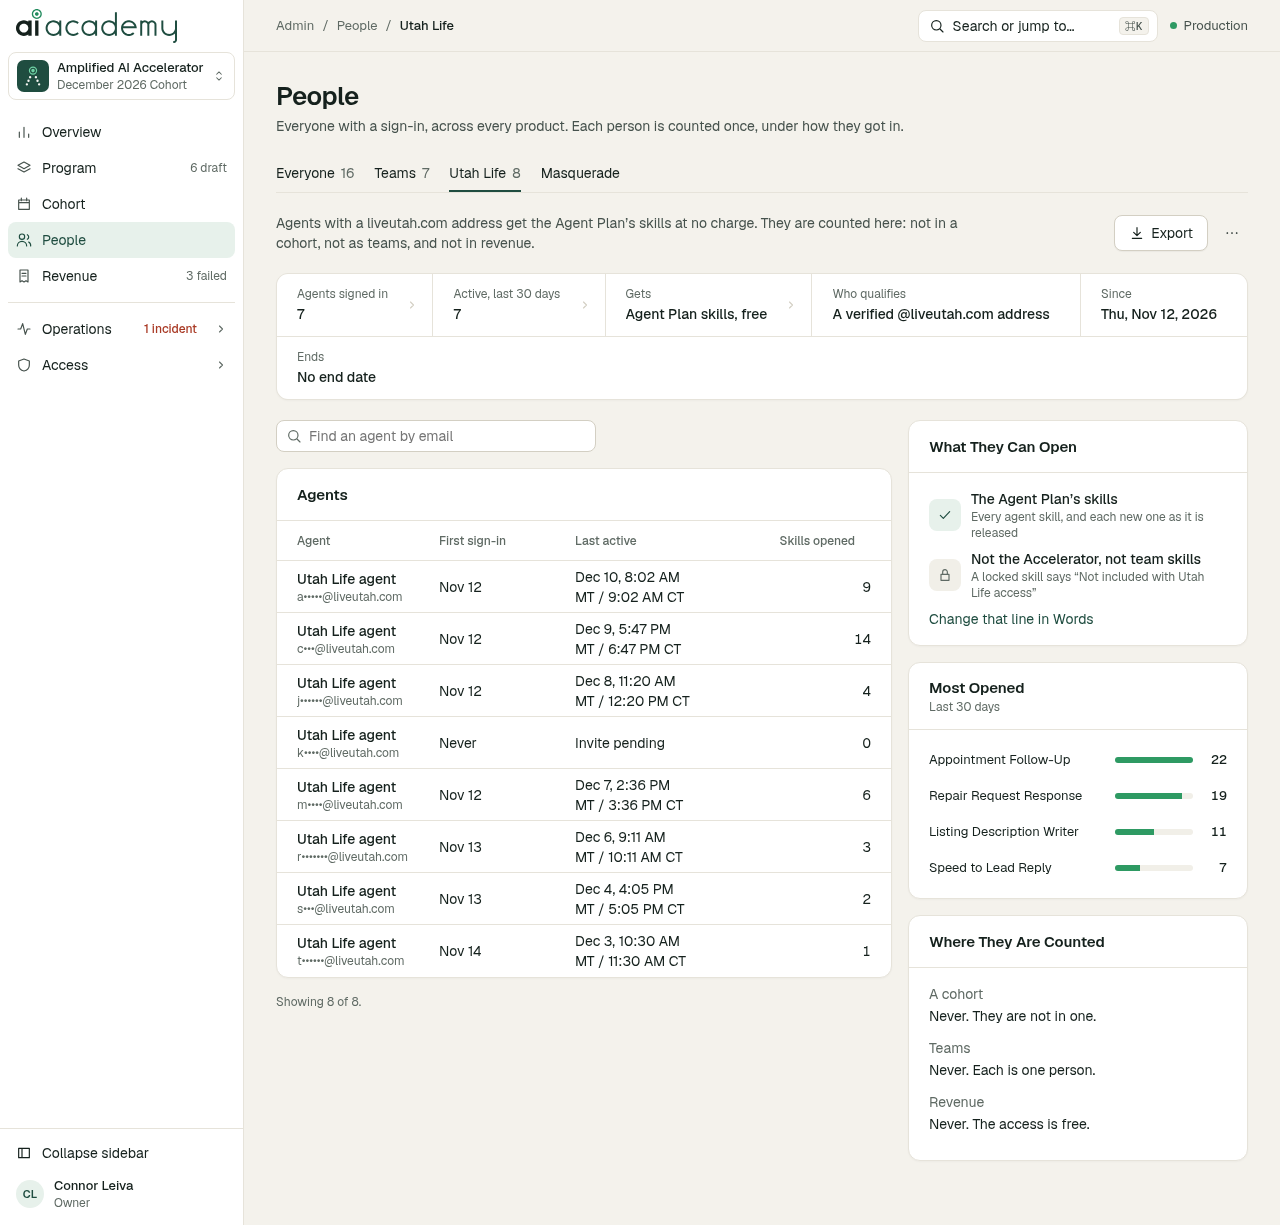 ai academy
Amplified AI Accelerator
December 2026 Cohort
Overview
Program 6 draft
Cohort
People
Revenue 3 failed
Operations 1 incident
Access
Collapse sidebar
CL
Connor Leiva
Owner
Admin / People / Utah Life
Search or jump to… ⌘K
Production
People
Everyone with a sign-in, across every product. Each person is counted once, under how they got in.
Everyone 16 Teams 7 Utah Life 8 Masquerade
Agents with a liveutah.com address get the Agent Plan’s skills at no charge. They are counted here: not in a
cohort, not as teams, and not in revenue.
Export ···
Agents signed in
7
Active, last 30 days
7
Gets
Agent Plan skills, free
Who qualifies
A verified @liveutah.com address
Since
Thu, Nov 12, 2026
Ends
No end date
Find an agent by email
Agents
Agent First sign-in Last active Skills opened
Utah Life agent
a•••••@liveutah.com
Nov 12
Dec 10, 8:02 AM
MT / 9:02 AM CT
9
Utah Life agent
c•••@liveutah.com
Nov 12
Dec 9, 5:47 PM
MT / 6:47 PM CT
14
Utah Life agent
j••••••@liveutah.com
Nov 12
Dec 8, 11:20 AM
MT / 12:20 PM CT
4
Utah Life agent
k••••@liveutah.com
Never
Invite pending
0
Utah Life agent
m••••@liveutah.com
Nov 12
Dec 7, 2:36 PM
MT / 3:36 PM CT
6
Utah Life agent
r•••••••@liveutah.com
Nov 13
Dec 6, 9:11 AM
MT / 10:11 AM CT
3
Utah Life agent
s•••@liveutah.com
Nov 13
Dec 4, 4:05 PM
MT / 5:05 PM CT
2
Utah Life agent
t••••••@liveutah.com
Nov 14
Dec 3, 10:30 AM
MT / 11:30 AM CT
1
Showing 8 of 8.
What They Can Open
The Agent Plan’s skills
Every agent skill, and each new one as it is
released
Not the Accelerator, not team skills
A locked skill says “Not included with Utah
Life access”
Change that line in Words
Most Opened
Last 30 days
Appointment Follow-Up 22
Repair Request Response 19
Listing Description Writer 11
Speed to Lead Reply 7
Where They Are Counted
A cohort
Never. They are not in one.
Teams
Never. Each is one person.
Revenue
Never. The access is free.